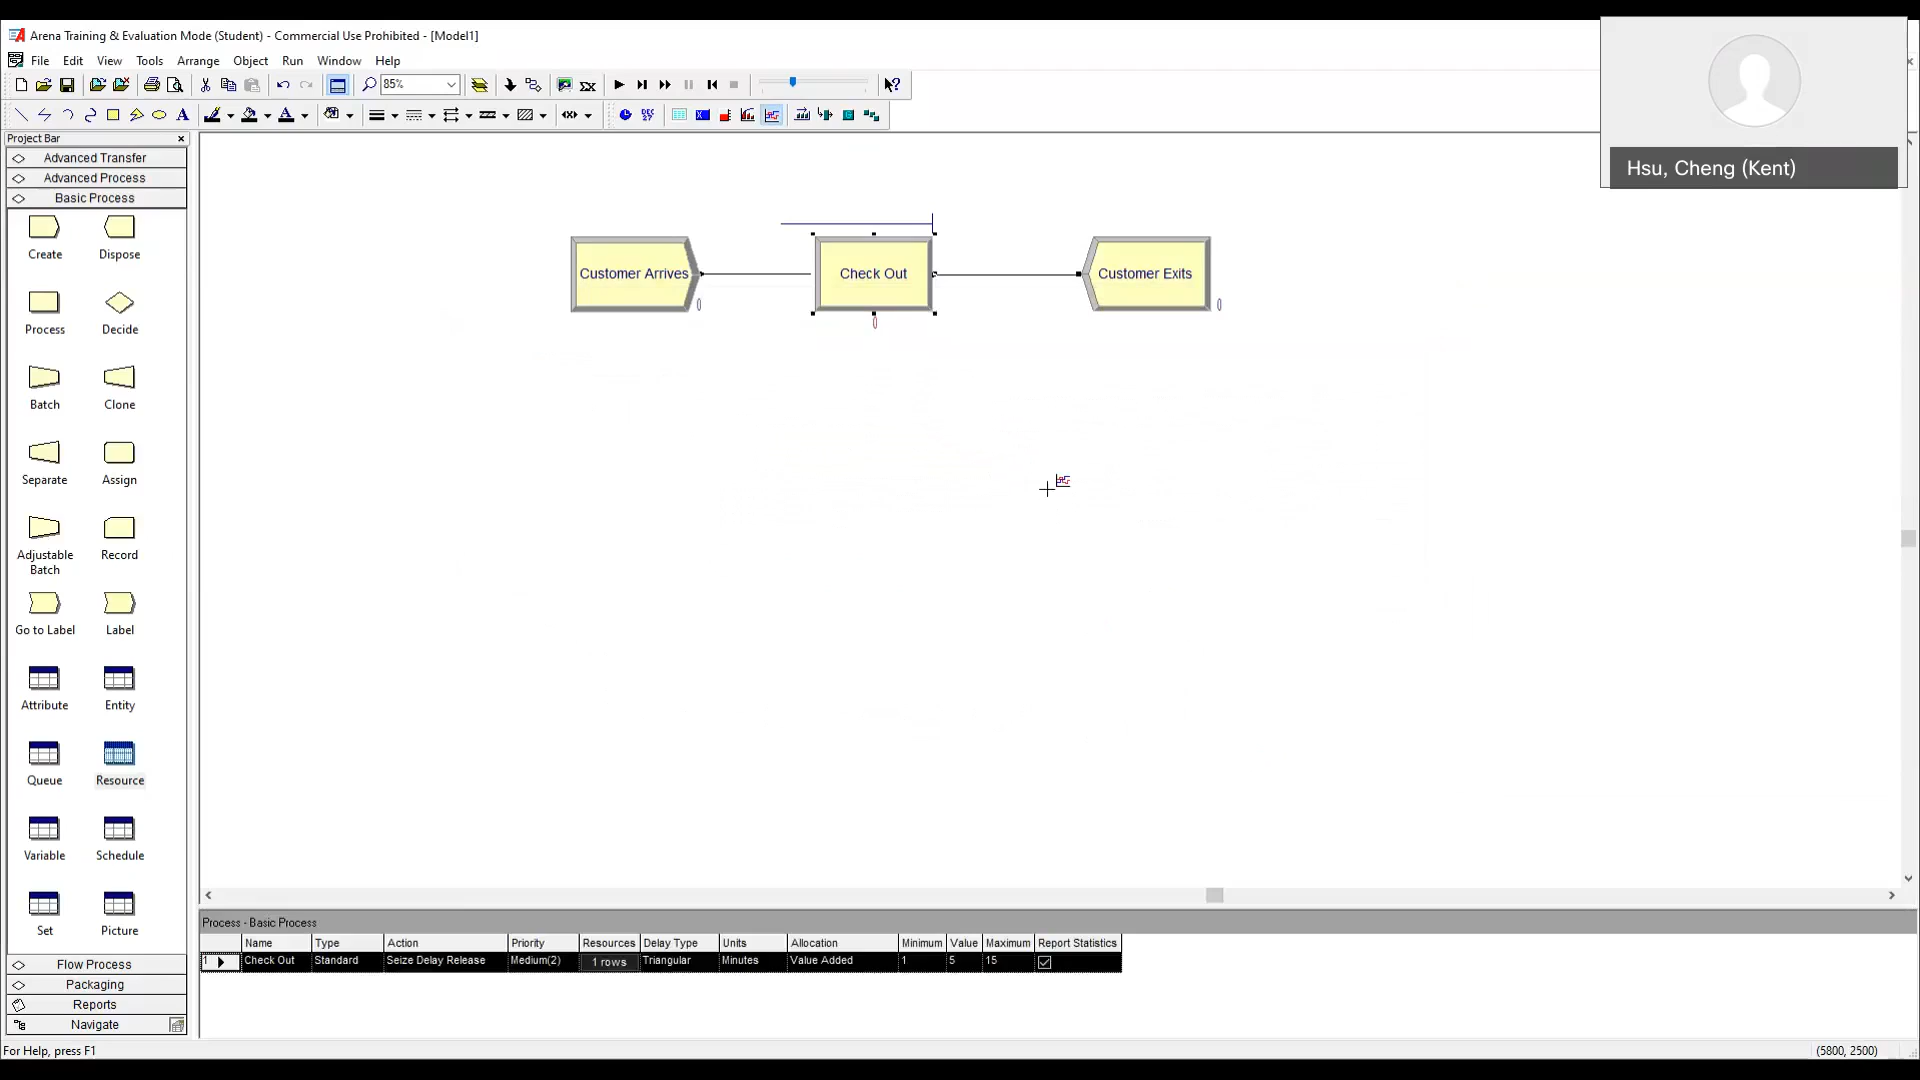 Arena Training & Evaluation Mode (Student) - Commercial Use Prohibited - [Model1]
File Edit View Tools Arrange Object Run Window Help
85%
Hsu, Cheng (Kent)
Project Bar
Advanced Transfer
Advanced Process
Basic Process
Create Dispose
Process Decide
Batch Clone
Separate Assign
Adjustable Batch Record
Go to Label Label
Attribute Entity
Queue Resource
Variable Schedule
Set Picture
Flow Process
Packaging
Reports
Navigate
Customer Arrives Check Out Customer Exits
0 0 0
Process - Basic Process
Name Type Action Priority Resources Delay Type Units Allocation Minimum Value Maximum Report Statistics
1 Check Out Standard Seize Delay Release Medium(2) 1 rows Triangular Minutes Value Added 1 5 15
For Help, press F1 (5800, 2500)